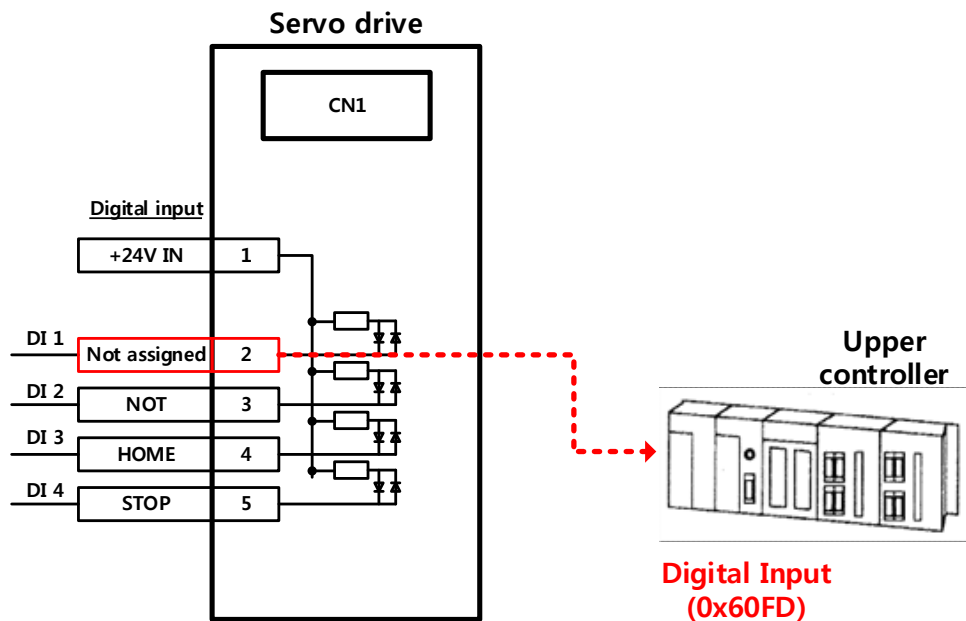 Servo drive
CN1
Digital input
+24V IN 1
DI 1 Not assigned 2
DI 2 NOT 3
DI 3 HOME 4
DI 4 STOP 5
Upper
controller
Digital Input
(0x60FD)